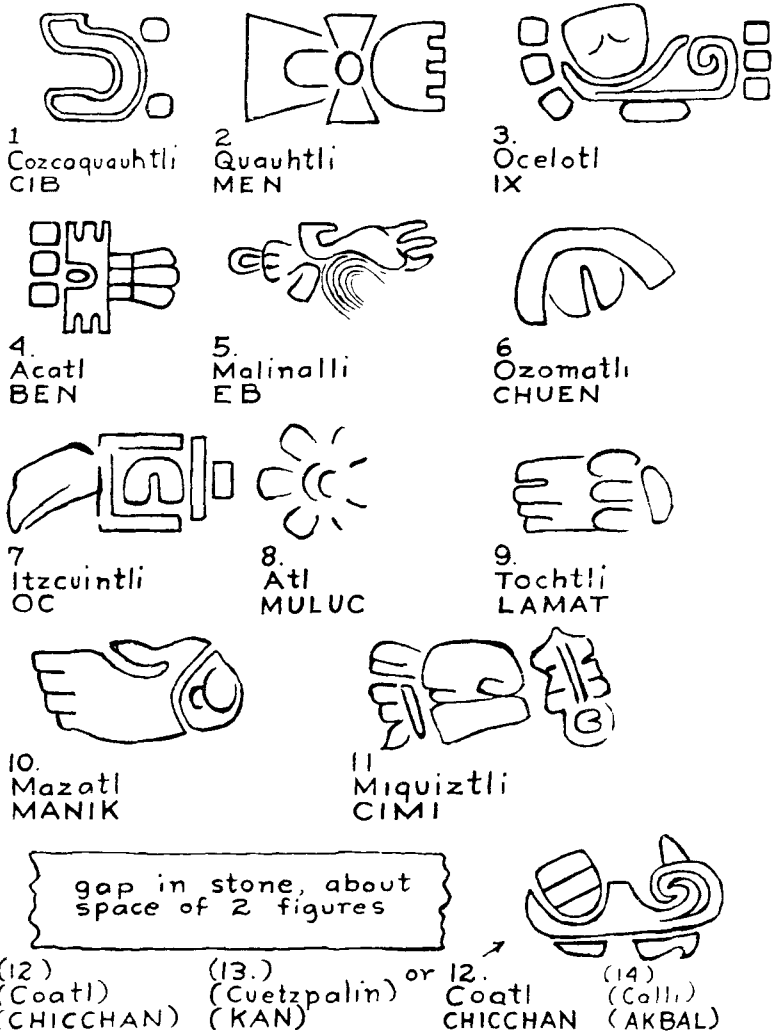 1
Cozcaquauhtli
CIB
2
Quauhtli
MEN
3.
Ocelotl
IX
4.
Acatl
BEN
5.
Malinalli
EB
6
Ozomatli
CHUEN
7
Itzcuintli
OC
8.
Atl
MULUC
9.
Tochtli
LAMAT
10.
Mazatl
MANIK
11
Miquiztli
CIMI
gap in stone, about
space of 2 figures
(12)
(Coatl)
(CHICCHAN)
(13.)
(Cuetzpalin)
(KAN)
or 12.
Coatl
CHICCHAN
(14)
(Calli)
(AKBAL)